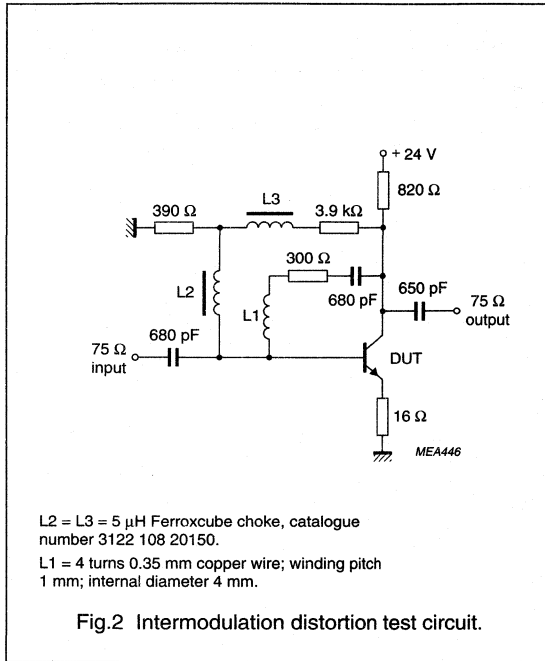 + 24 V
820 Ω
L3
390 Ω
3.9 kΩ
300 Ω
L2
680 pF
650 pF
L1
75 Ω
output
680 pF
75 Ω
input
DUT
16 Ω
MEA446
L2 = L3 = 5 μH Ferroxcube choke, catalogue
number 3122 108 20150.
L1 = 4 turns 0.35 mm copper wire; winding pitch
1 mm; internal diameter 4 mm.
Fig.2 Intermodulation distortion test circuit.